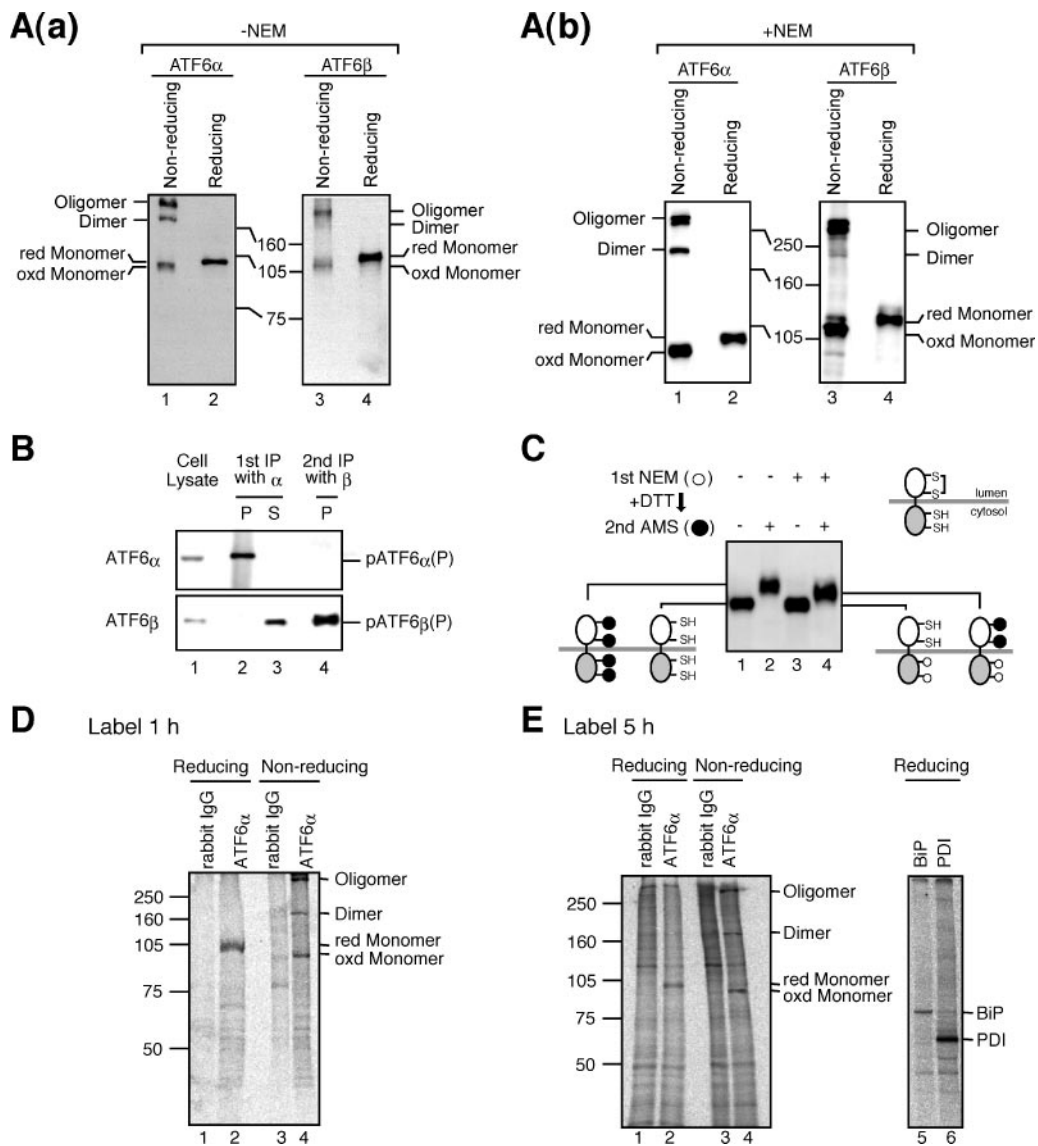 A(a)
-NEM
ATF6α
ATF6β
Non-reducing
Reducing
Non-reducing
Reducing
Oligomer
Dimer
red Monomer
oxd Monomer
160
105
75
Oligomer
Dimer
red Monomer
oxd Monomer
1 2 3 4
A(b)
+NEM
ATF6α
ATF6β
Non-reducing
Reducing
Non-reducing
Reducing
Oligomer
Dimer
red Monomer
oxd Monomer
250
160
105
Oligomer
Dimer
red Monomer
oxd Monomer
1 2 3 4
B
Cell Lysate
1st IP with α
2nd IP with β
P S P
ATF6α
pATF6α(P)
ATF6β
pATF6β(P)
1 2 3 4
C
1st NEM (○) - - + +
+DTT
2nd AMS (●) - + - +
S
S
lumen
cytosol
SH
SH
SH
SH
SH
SH
1 2 3 4
SH
SH
D Label 1 h
Reducing Non-reducing
rabbit IgG
ATF6α
rabbit IgG
ATF6α
250
160
105
75
50
Oligomer
Dimer
red Monomer
oxd Monomer
1 2 3 4
E Label 5 h
Reducing Non-reducing
rabbit IgG
ATF6α
rabbit IgG
ATF6α
250
160
105
75
50
Oligomer
Dimer
red Monomer
oxd Monomer
1 2 3 4
Reducing
BiP
PDI
BiP
PDI
5 6